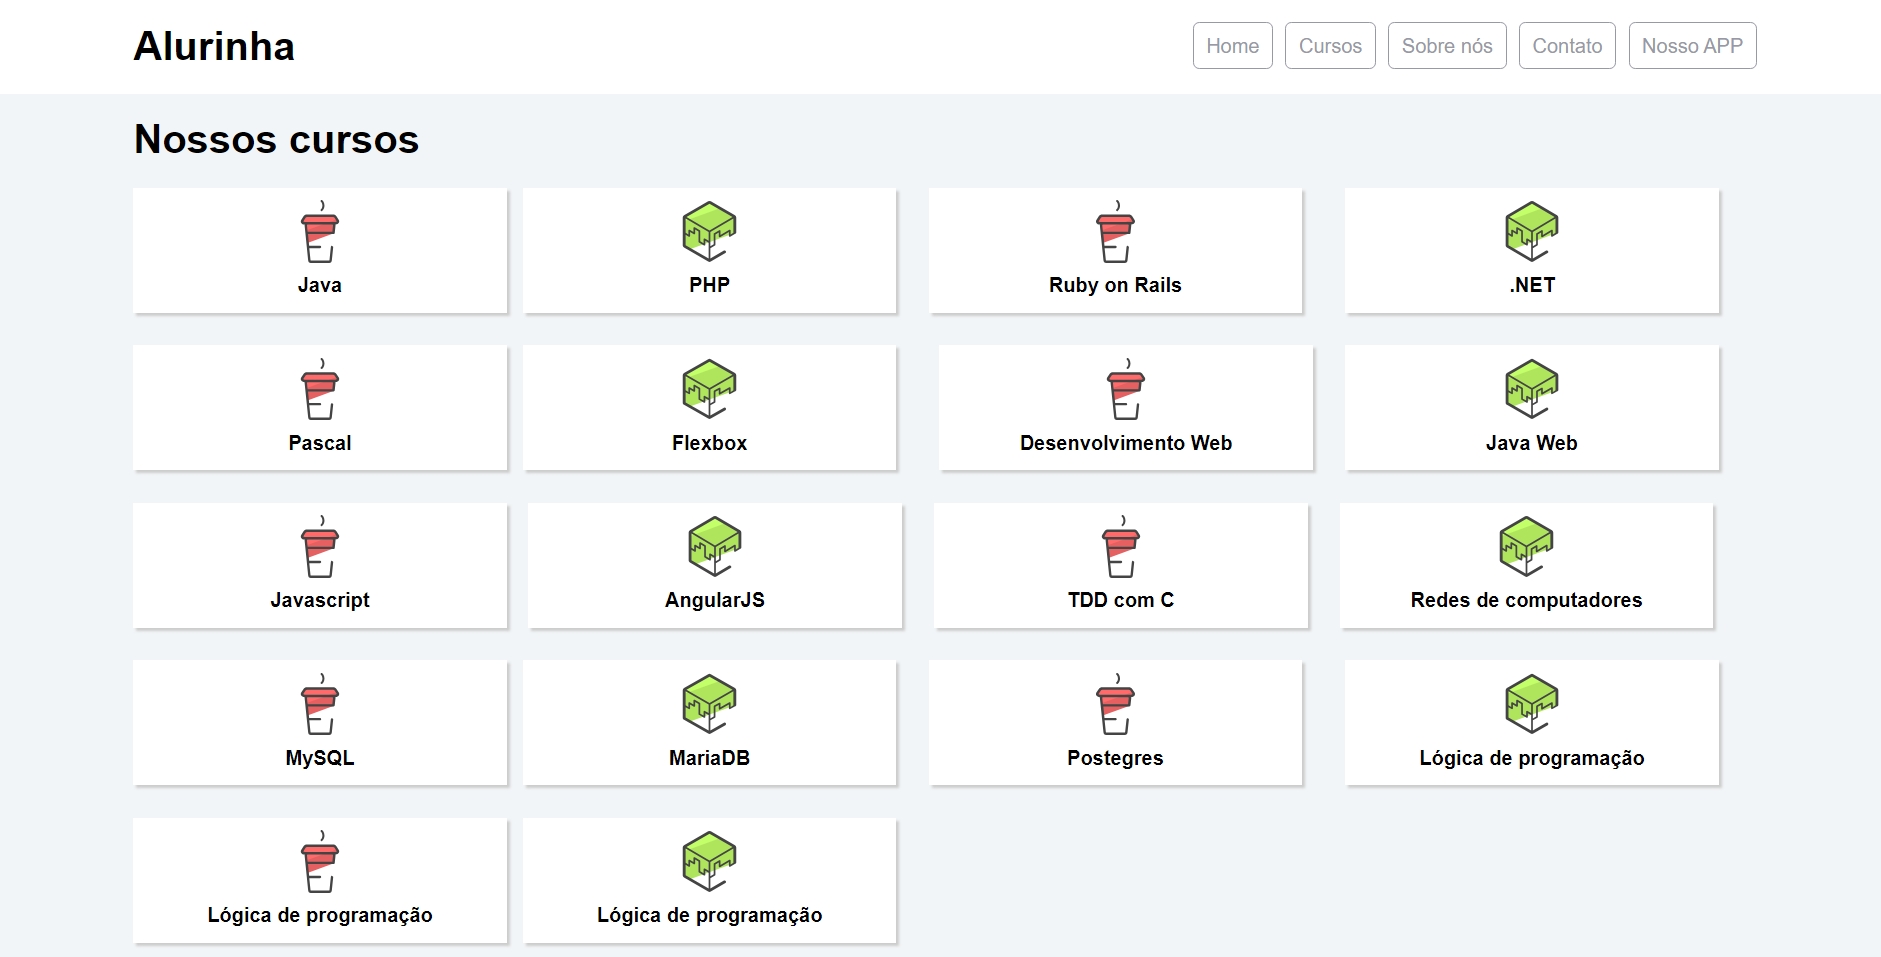 Alurinha
Home Cursos Sobre nós Contato Nosso APP
Nossos cursos
Java PHP Ruby on Rails .NET
Pascal Flexbox Desenvolvimento Web Java Web
Javascript AngularJS TDD com C Redes de computadores
MySQL MariaDB Postegres Lógica de programação
Lógica de programação Lógica de programação